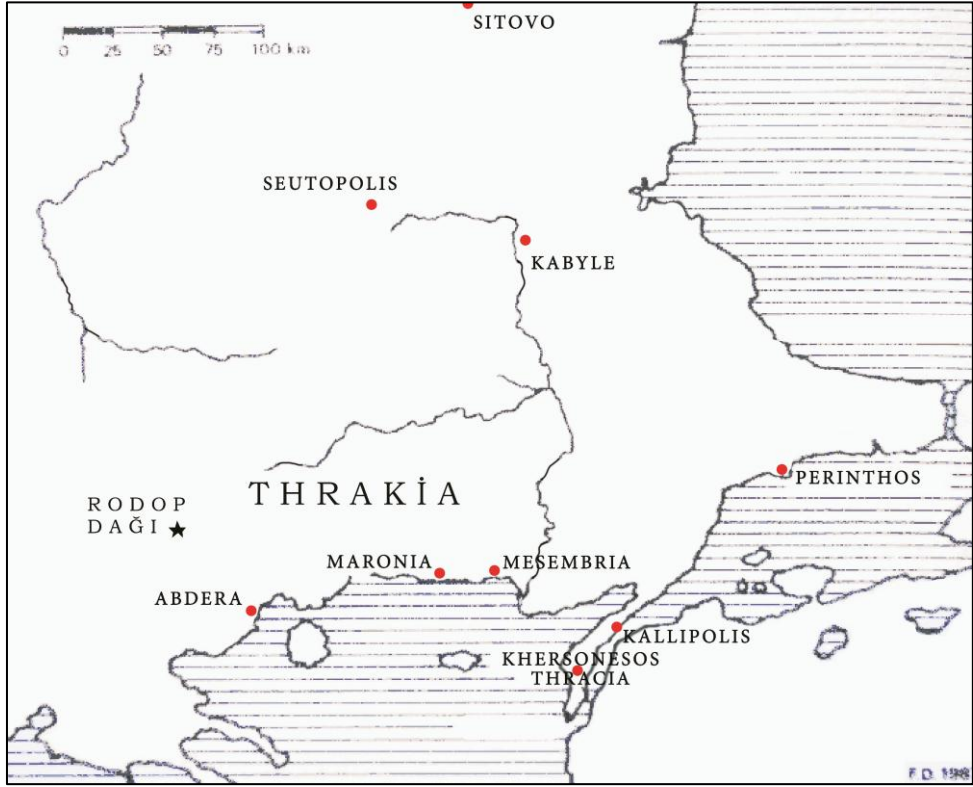 SITOVO
0 25 50 75 100 km
SEUTOPOLIS
KABYLE
THRAKİA
PERINTHOS
RODOP
DAĞI
MARONIA
MESEMBRIA
ABDERA
KALLIPOLIS
KHERSONESOS
THRACIA
F.D. 198